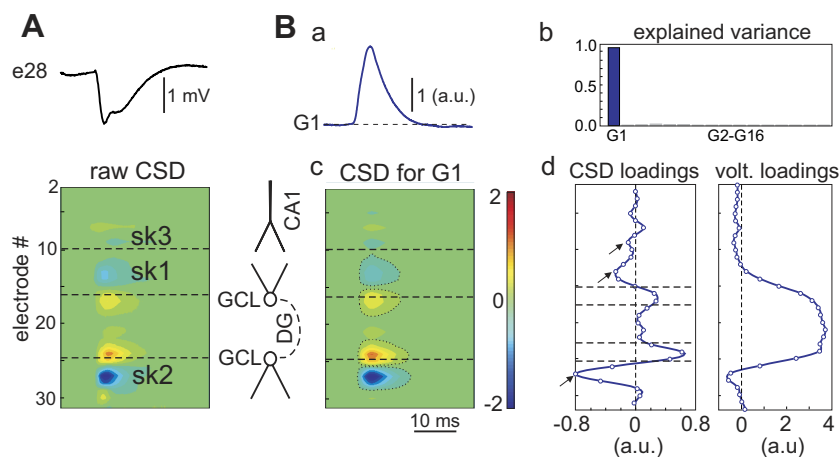 A
e28
1 mV
raw CSD
electrode #
2
10
20
30
sk3
sk1
sk2
CA1
GCL
DG
GCL
B
a
1 (a.u.)
G1
b
explained variance
1.0
0.5
0.0
G1
G2-G16
c
CSD for G1
2
0
-2
10 ms
d
CSD loadings
-0.8
0
0.8
(a.u.)
volt. loadings
0
2
4
(a.u)